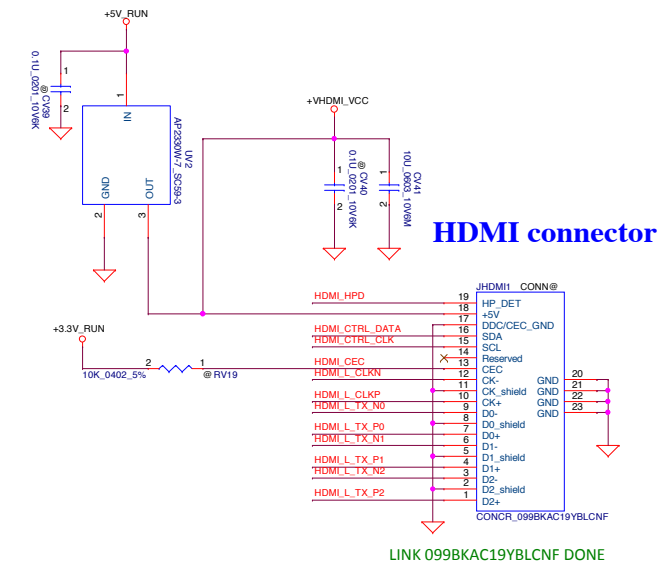 +5V_RUN
1
2
@ CV39
0.1U_0201_10V6K
1
IN
GND
OUT
2
3
UV2
AP2330W-7_SC59-3
+VHDMI_VCC
1
2
@ CV40
0.1U_0201_10V6K
1
2
CV41
10U_0603_10V6M
HDMI connector
JHDMI1 CONN@
HDMI_HPD 19 HP_DET
18 +5V
17 DDC/CEC_GND
HDMI_CTRL_DATA 16 SDA
HDMI_CTRL_CLK 15 SCL
14 Reserved
+3.3V_RUN
2 1
10K_0402_5% @ RV19
HDMI_CEC 13 CEC
HDMI_L_CLKN 12 CK-
11 CK_shield
HDMI_L_CLKP 10 CK+
HDMI_L_TX_N0 9 D0-
8 D0_shield
HDMI_L_TX_P0 7 D0+
HDMI_L_TX_N1 6 D1-
5 D1_shield
HDMI_L_TX_P1 4 D1+
HDMI_L_TX_N2 3 D2-
2 D2_shield
HDMI_L_TX_P2 1 D2+
GND 20
GND 21
GND 22
GND 23
CONCR_099BKAC19YBLCNF
LINK 099BKAC19YBLCNF DONE